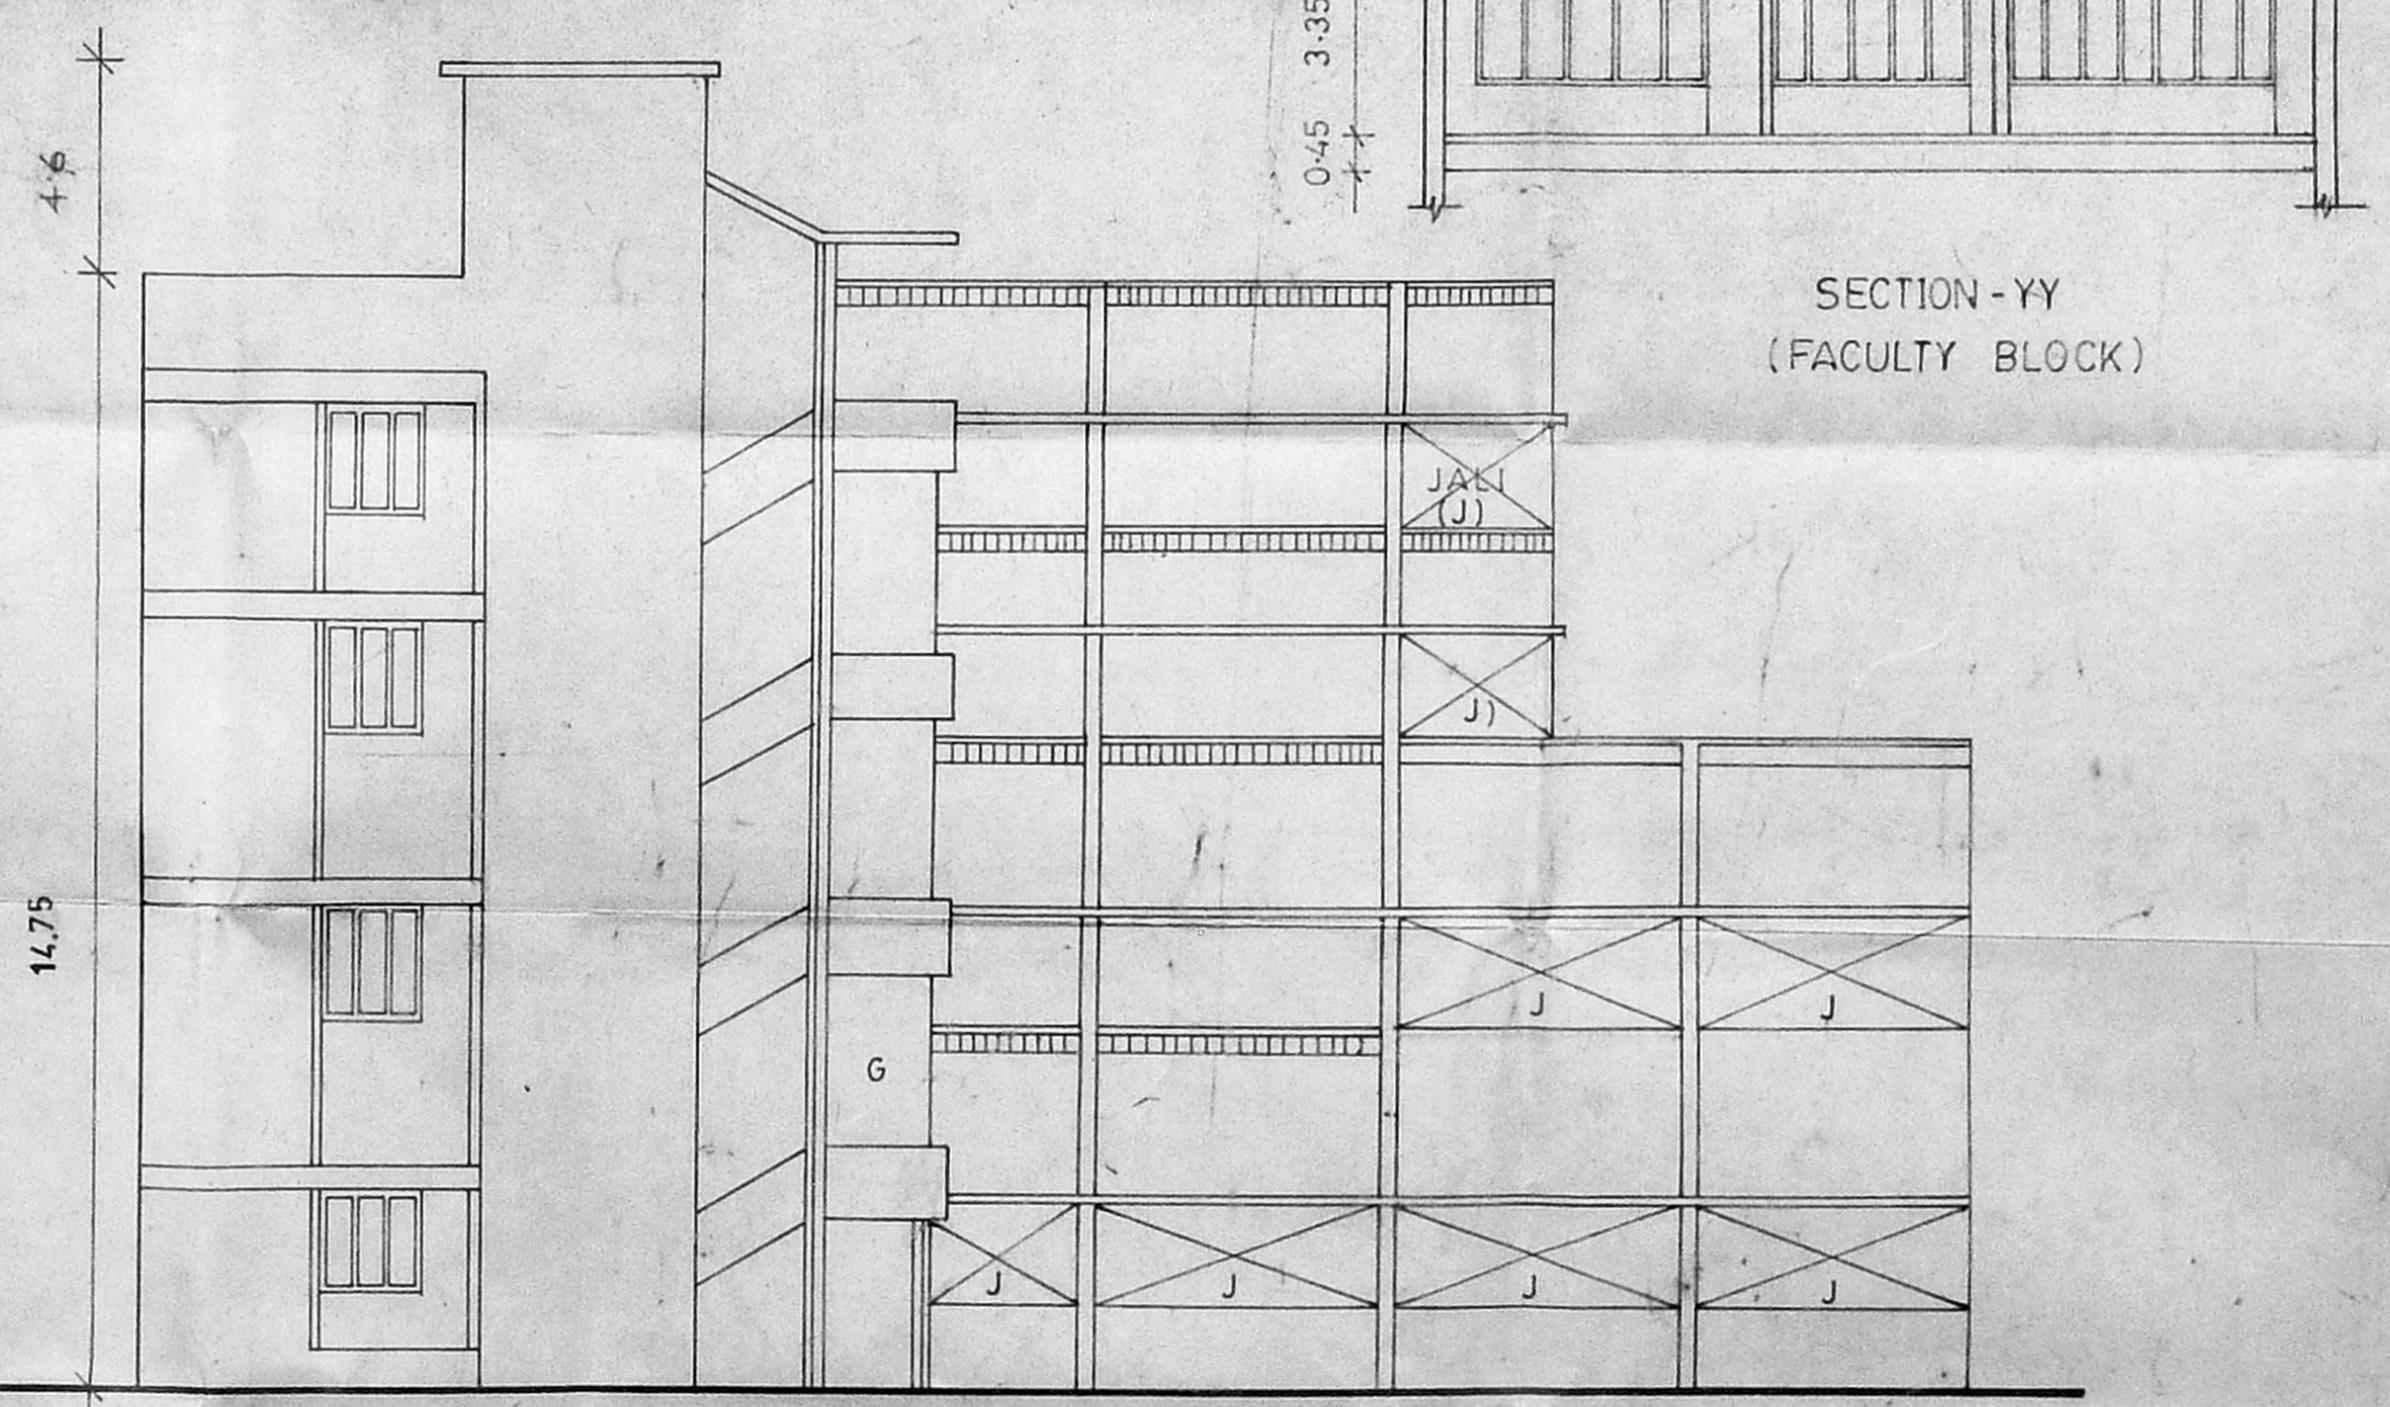 3.35
0.45
4.6
SECTION-YY
(FACULTY BLOCK)
JALI
(J)
J)
14.75
J
J
G
J
J
J
J